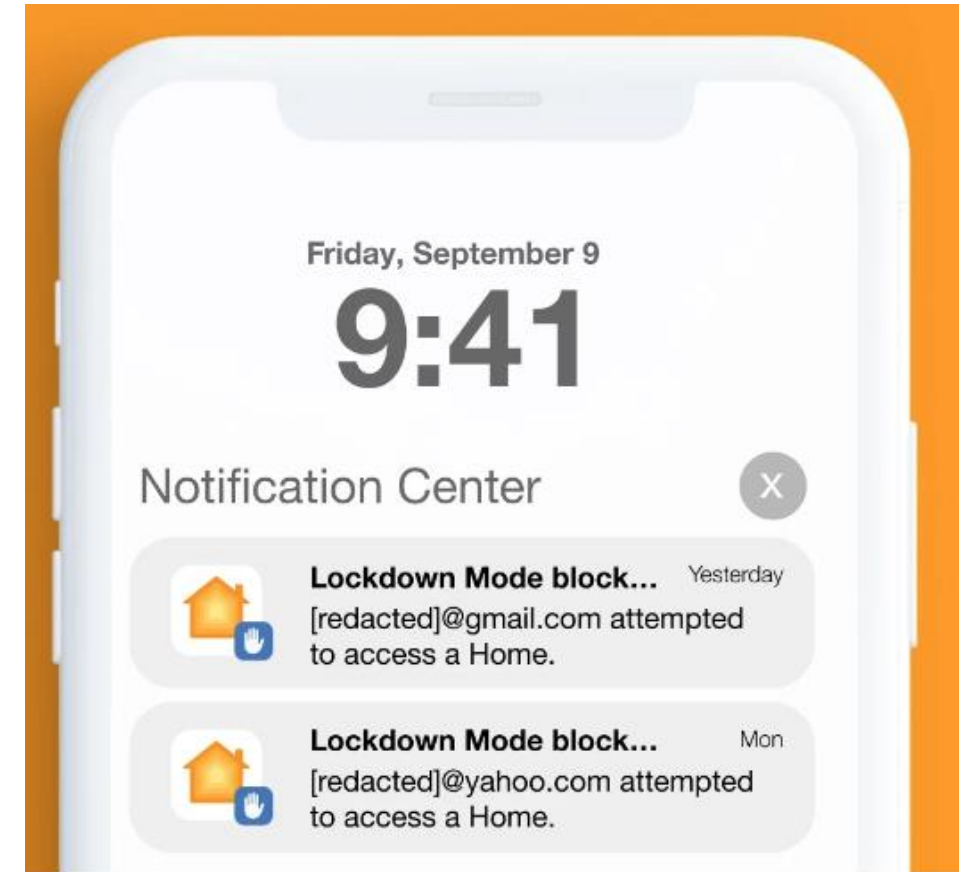 Friday, September 9
9:41
Notification Center
X
Lockdown Mode block...
Yesterday
[redacted]@gmail.com attempted
to access a Home.
Lockdown Mode block...
Mon
[redacted]@yahoo.com attempted
to access a Home.